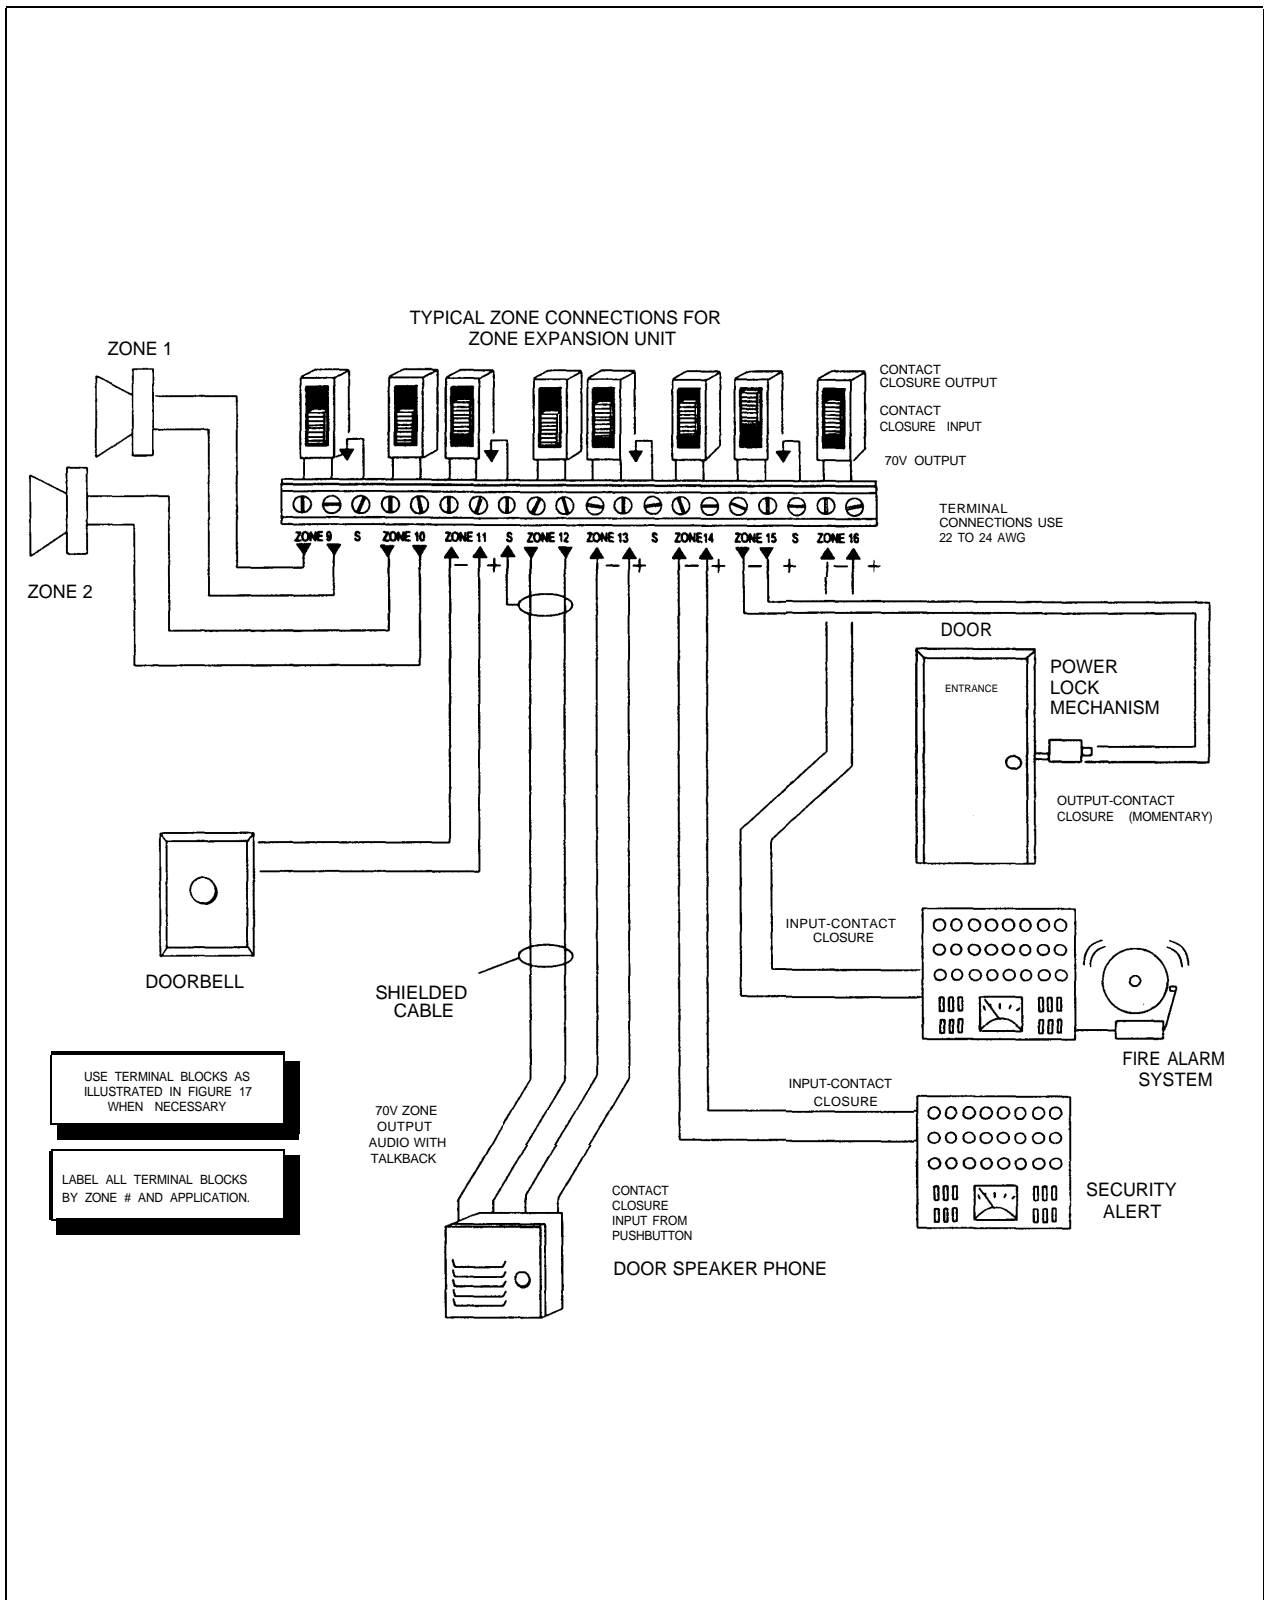 TYPICAL ZONE CONNECTIONS FOR
ZONE EXPANSION UNIT
ZONE 1
CONTACT
CLOSURE OUTPUT
CONTACT
CLOSURE INPUT
70V OUTPUT
ZONE 2
TERMINAL
CONNECTIONS USE
22 TO 24 AWG
ZONE 9 S ZONE 10 ZONE 11 S ZONE 12 ZONE 13 S ZONE 14 ZONE 15 S ZONE 16
- + - + - + - + - +
DOOR
ENTRANCE
POWER
LOCK
MECHANISM
OUTPUT-CONTACT
CLOSURE (MOMENTARY)
DOORBELL
SHIELDED
CABLE
INPUT-CONTACT
CLOSURE
FIRE ALARM
SYSTEM
USE TERMINAL BLOCKS AS
ILLUSTRATED IN FIGURE 17
WHEN NECESSARY
LABEL ALL TERMINAL BLOCKS
BY ZONE # AND APPLICATION.
70V ZONE
OUTPUT
AUDIO WITH
TALKBACK
INPUT-CONTACT
CLOSURE
SECURITY
ALERT
CONTACT
CLOSURE
INPUT FROM
PUSHBUTTON
DOOR SPEAKER PHONE